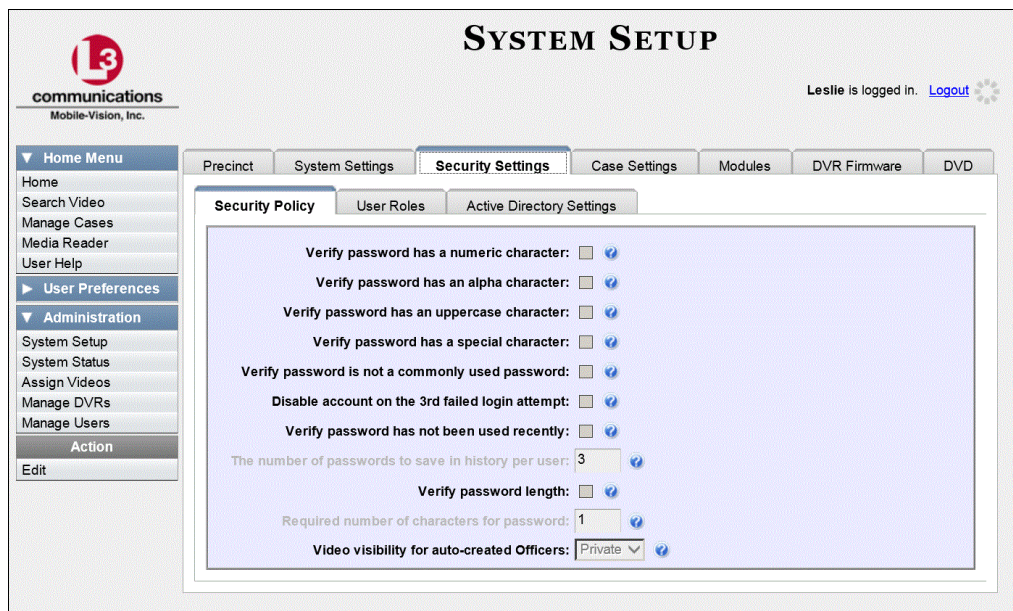 SYSTEM SETUP
L3
communications
Mobile-Vision, Inc.
Leslie is logged in. Logout
▼ Home Menu
Home
Search Video
Manage Cases
Media Reader
User Help
► User Preferences
▼ Administration
System Setup
System Status
Assign Videos
Manage DVRs
Manage Users
Action
Edit
Precinct System Settings Security Settings Case Settings Modules DVR Firmware DVD
Security Policy User Roles Active Directory Settings
Verify password has a numeric character: ?
Verify password has an alpha character: ?
Verify password has an uppercase character: ?
Verify password has a special character: ?
Verify password is not a commonly used password: ?
Disable account on the 3rd failed login attempt: ?
Verify password has not been used recently: ?
The number of passwords to save in history per user: 3 ?
Verify password length: ?
Required number of characters for password: 1 ?
Video visibility for auto-created Officers: Private ?